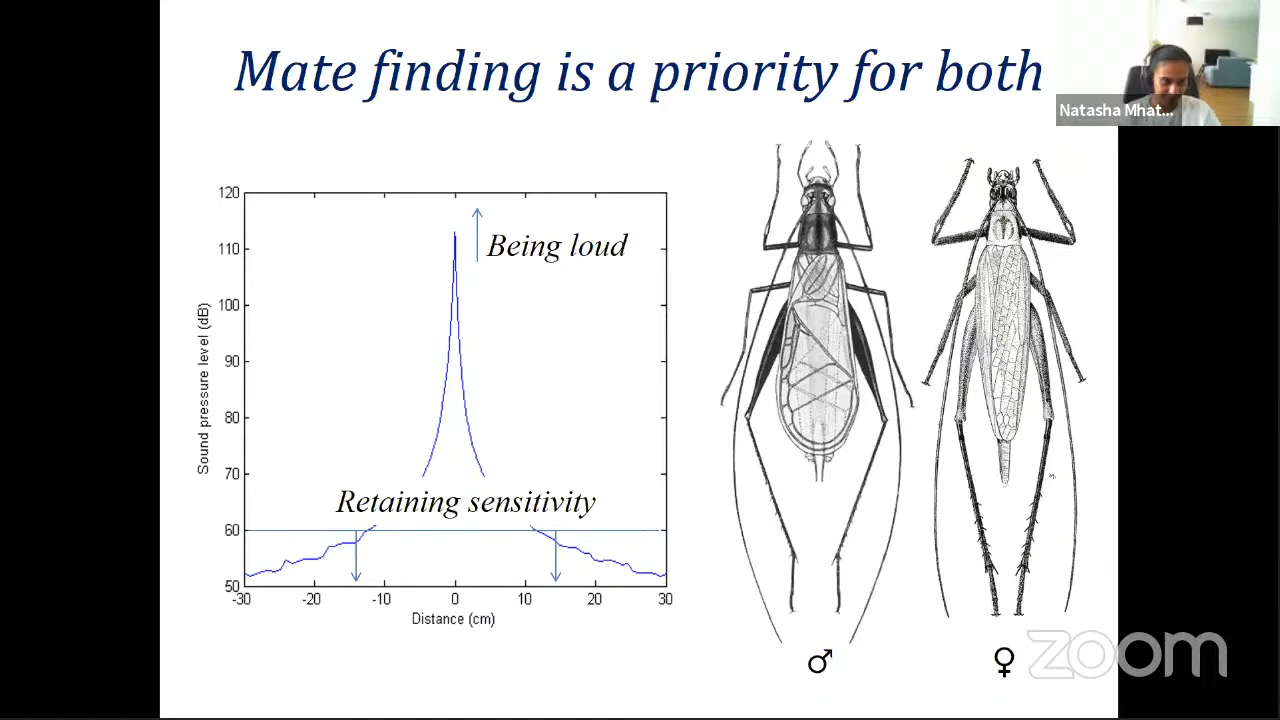 Mate finding is a priority for both
Natasha Mhat...
120
110
100
90
80
70
60
50
Sound pressure level (dB)
Being loud
Retaining sensitivity
-30 -20 -10 0 10 20 30
Distance (cm)
♂ ♀
zoom